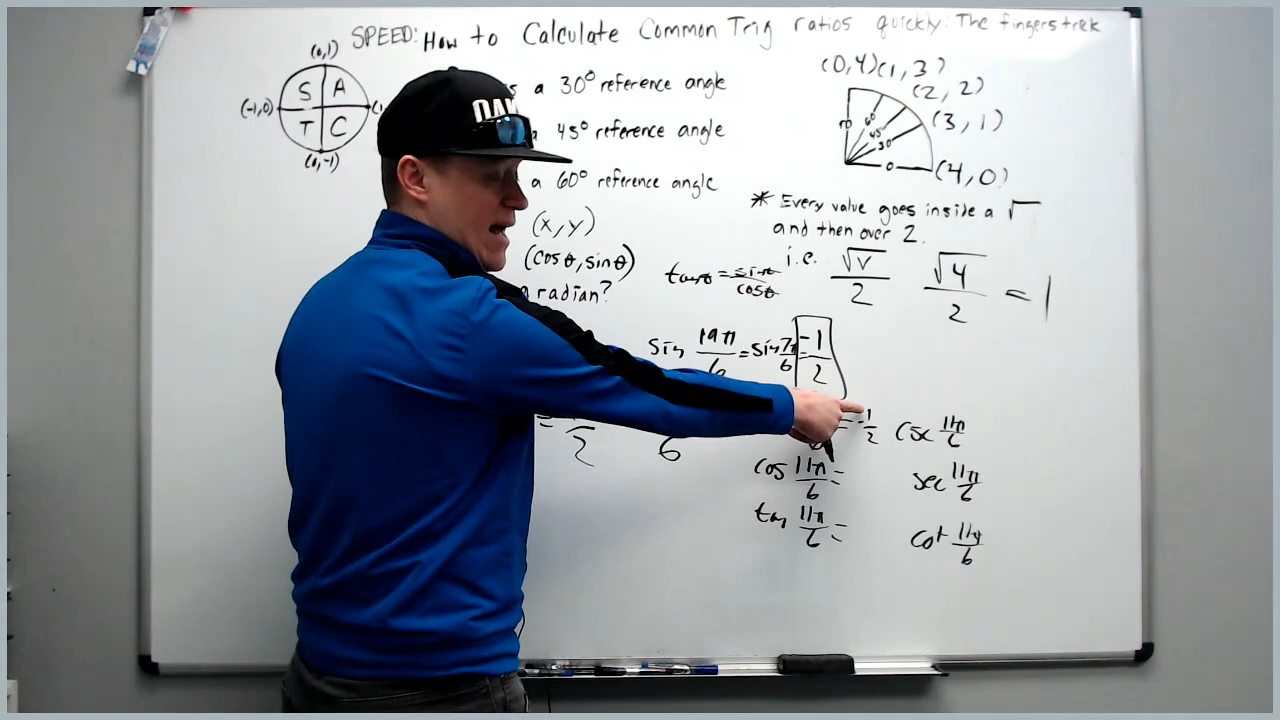 SPEED: How to Calculate Common Trig ratios quickly: The fingers trick
(0,1)
S A
(-1,0)
T C
(0,-1)
a 30° reference angle
a 45° reference angle
a 60° reference angle
(x,y)
(cosθ, sinθ)
radian?
tanθ = sinθ/cosθ
(0,4) (1,3)
(2,2)
(3,1)
(4,0)
60
45
30
0
* Every value goes inside a √
and then over 2.
i.e. √v/2 √4/2 = 1
sin 19π/6 = sin 7π/6 = -1/2
= -1/2 csc 11π/6
cos 11π/6 = sec 11π/6
tan 11π/6 = cot 11π/6